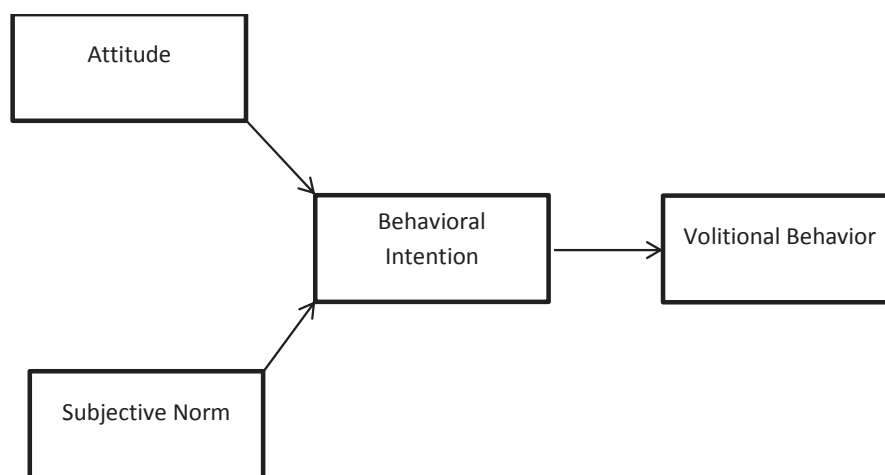 Attitude
Behavioral
Intention
Volitional Behavior
Subjective Norm